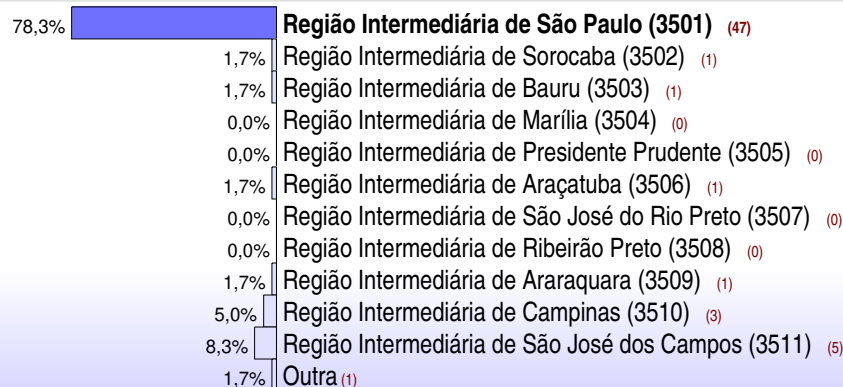 78,3% Região Intermediária de São Paulo (3501) (47)
1,7% Região Intermediária de Sorocaba (3502) (1)
1,7% Região Intermediária de Bauru (3503) (1)
0,0% Região Intermediária de Marília (3504) (0)
0,0% Região Intermediária de Presidente Prudente (3505) (0)
1,7% Região Intermediária de Araçatuba (3506) (1)
0,0% Região Intermediária de São José do Rio Preto (3507) (0)
0,0% Região Intermediária de Ribeirão Preto (3508) (0)
1,7% Região Intermediária de Araraquara (3509) (1)
5,0% Região Intermediária de Campinas (3510) (3)
8,3% Região Intermediária de São José dos Campos (3511) (5)
1,7% Outra (1)